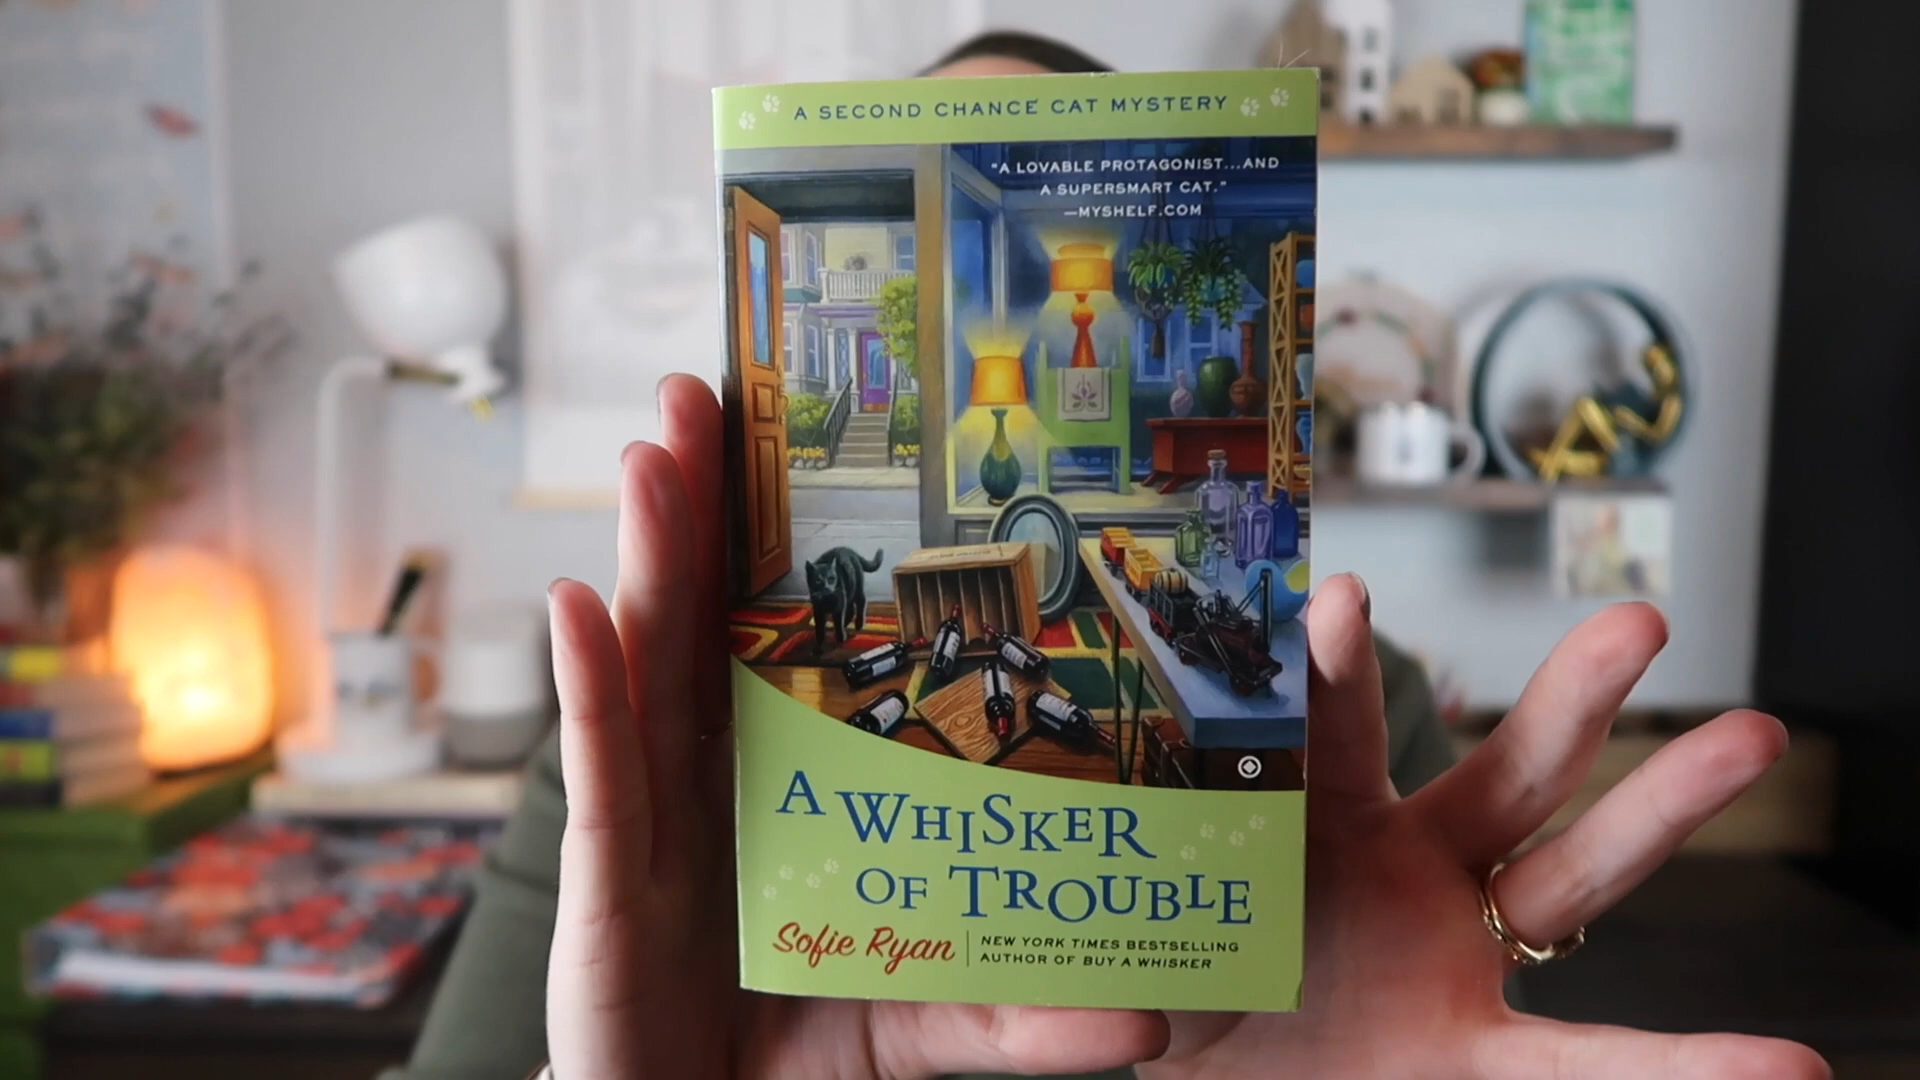 A SECOND CHANCE CAT MYSTERY
"A LOVABLE PROTAGONIST...AND
A SUPERSMART CAT."
—MYSHELF.COM
A WHISKER
OF TROUBLE
Sofie Ryan
NEW YORK TIMES BESTSELLING
AUTHOR OF BUY A WHISKER